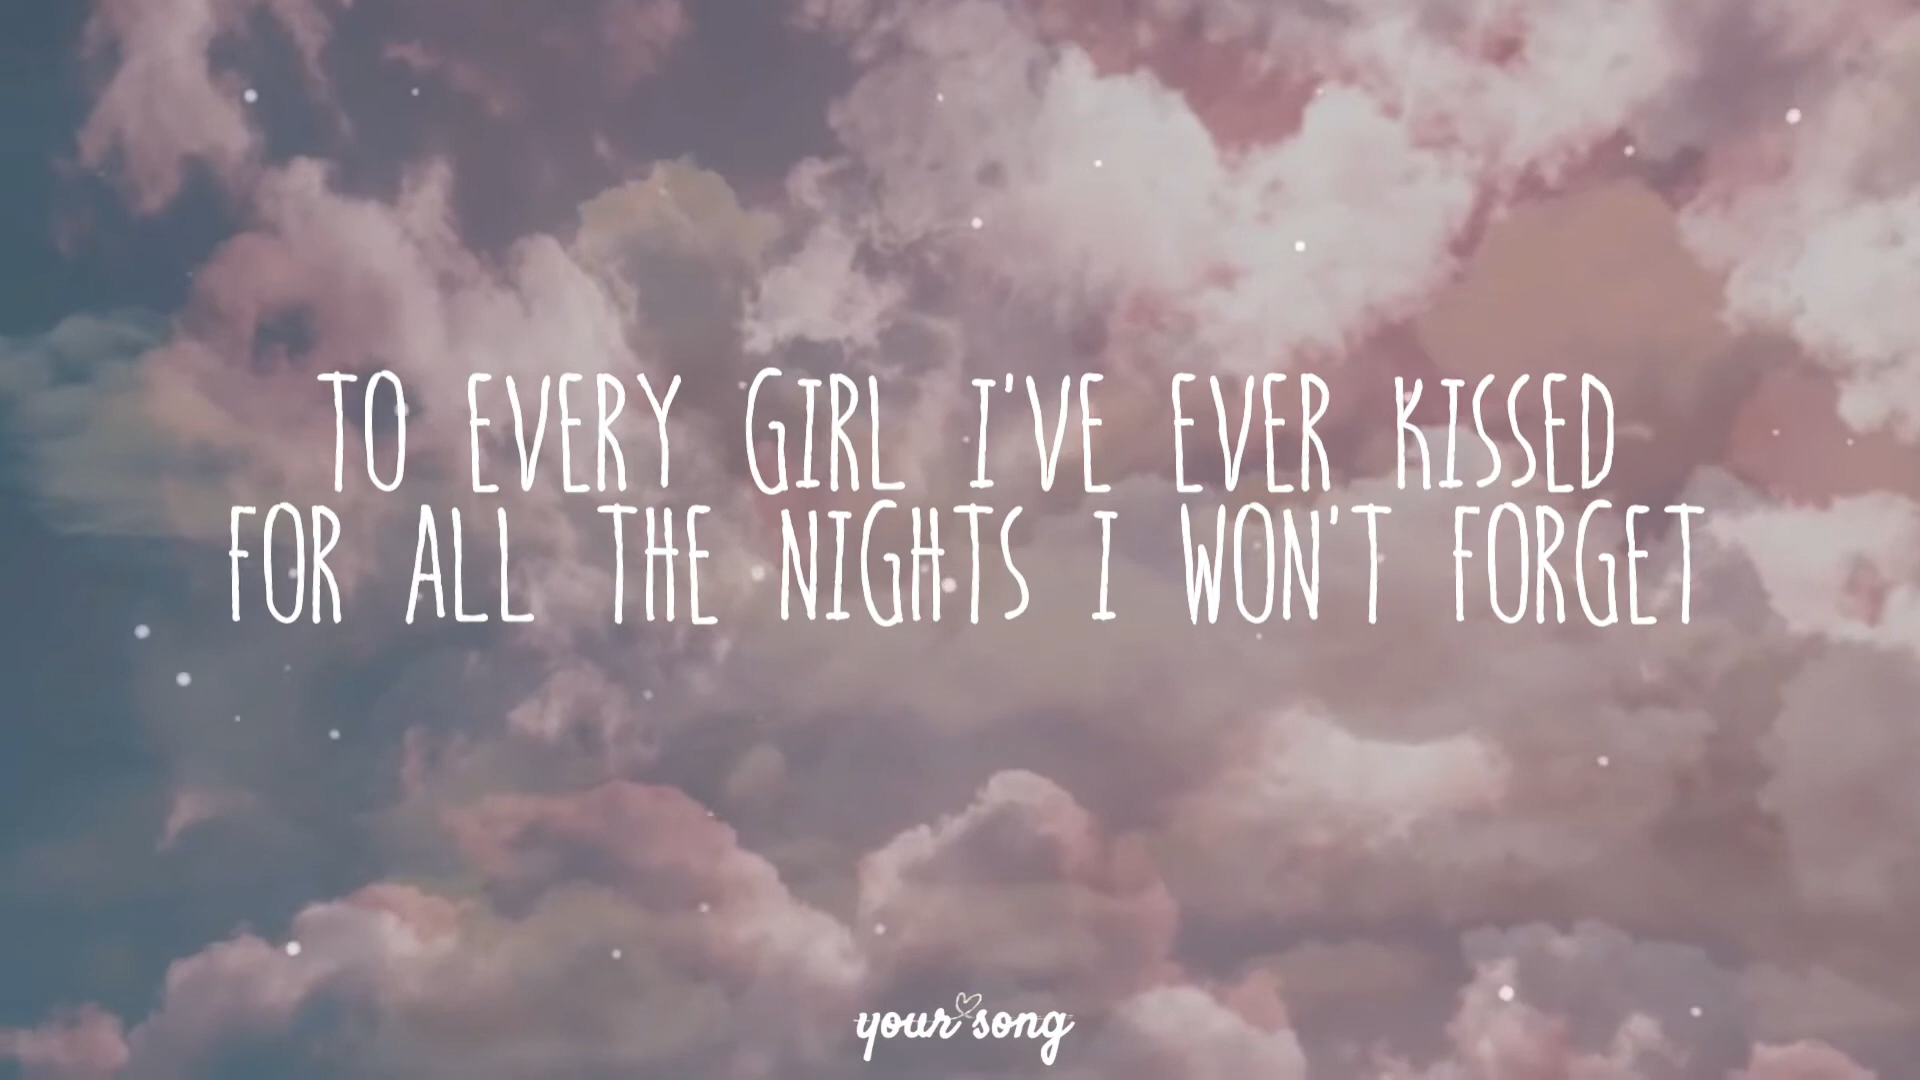 TO EVERY GIRL I'VE EVER KISSED
FOR ALL THE NIGHTS I WON'T FORGET
your song